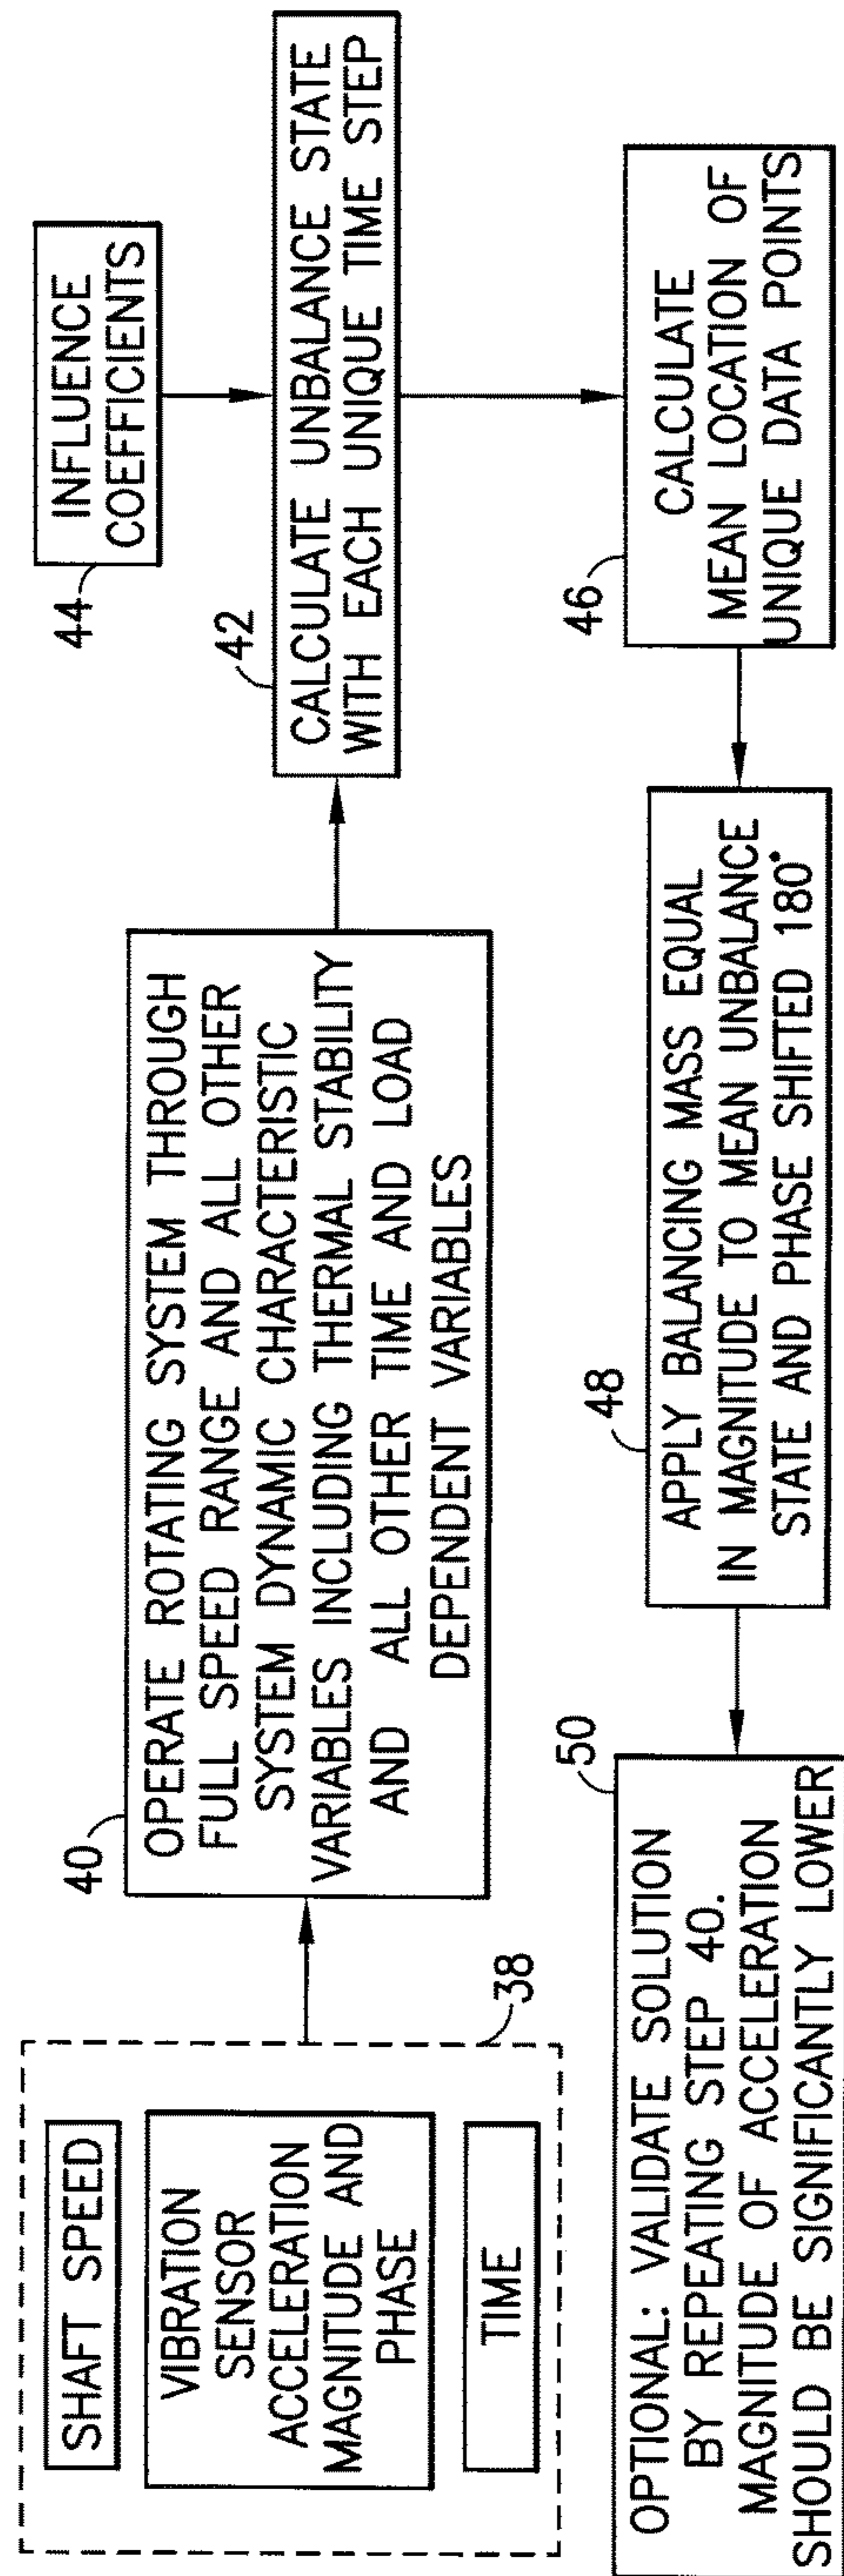 SHAFT SPEED
VIBRATION
SENSOR
ACCELERATION
MAGNITUDE AND
PHASE
TIME
38
40
OPERATE ROTATING SYSTEM THROUGH
FULL SPEED RANGE AND ALL OTHER
SYSTEM DYNAMIC CHARACTERISTIC
VARIABLES INCLUDING THERMAL STABILITY
AND ALL OTHER TIME AND LOAD
DEPENDENT VARIABLES
44
INFLUENCE
COEFFICIENTS
42
CALCULATE UNBALANCE STATE
WITH EACH UNIQUE TIME STEP
46
CALCULATE
MEAN LOCATION OF
UNIQUE DATA POINTS
48
APPLY BALANCING MASS EQUAL
IN MAGNITUDE TO MEAN UNBALANCE
STATE AND PHASE SHIFTED 180°
50
OPTIONAL: VALIDATE SOLUTION
BY REPEATING STEP 40.
MAGNITUDE OF ACCELERATION
SHOULD BE SIGNIFICANTLY LOWER